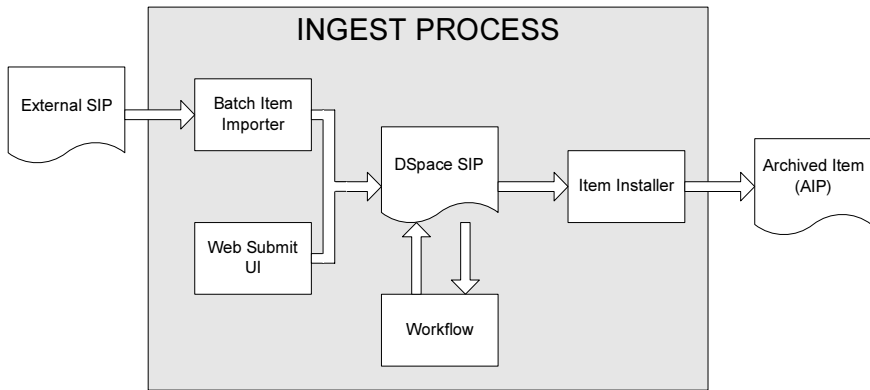 INGEST PROCESS
External SIP
Batch Item
Importer
DSpace SIP
Item Installer
Archived Item
(AIP)
Web Submit
UI
Workflow